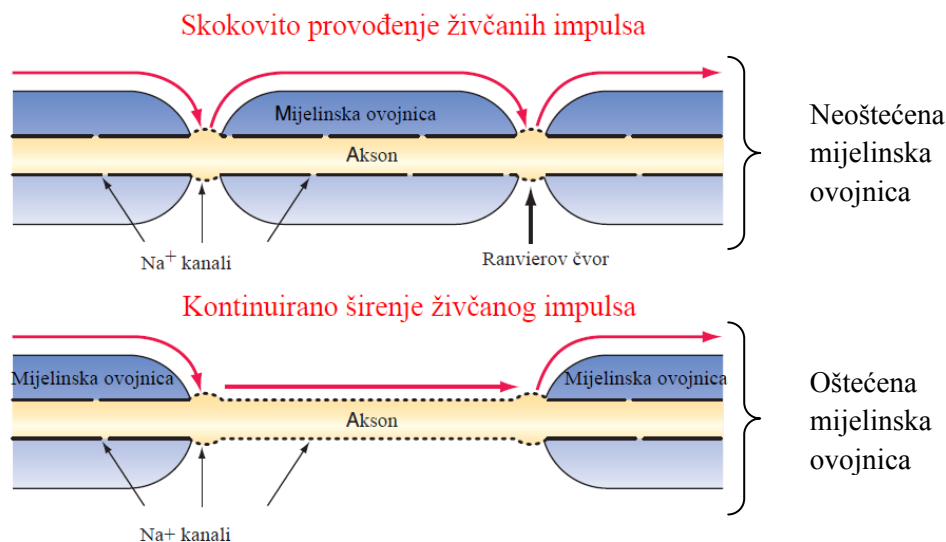 Skokovito provođenje živčanih impulsa
Mijelinska ovojnica
Akson
Na+ kanali
Ranvierov čvor
Neoštećena
mijelinska
ovojnica
Kontinuirano širenje živčanog impulsa
Mijelinska ovojnica
Mijelinska ovojnica
Akson
Na+ kanali
Oštećena
mijelinska
ovojnica